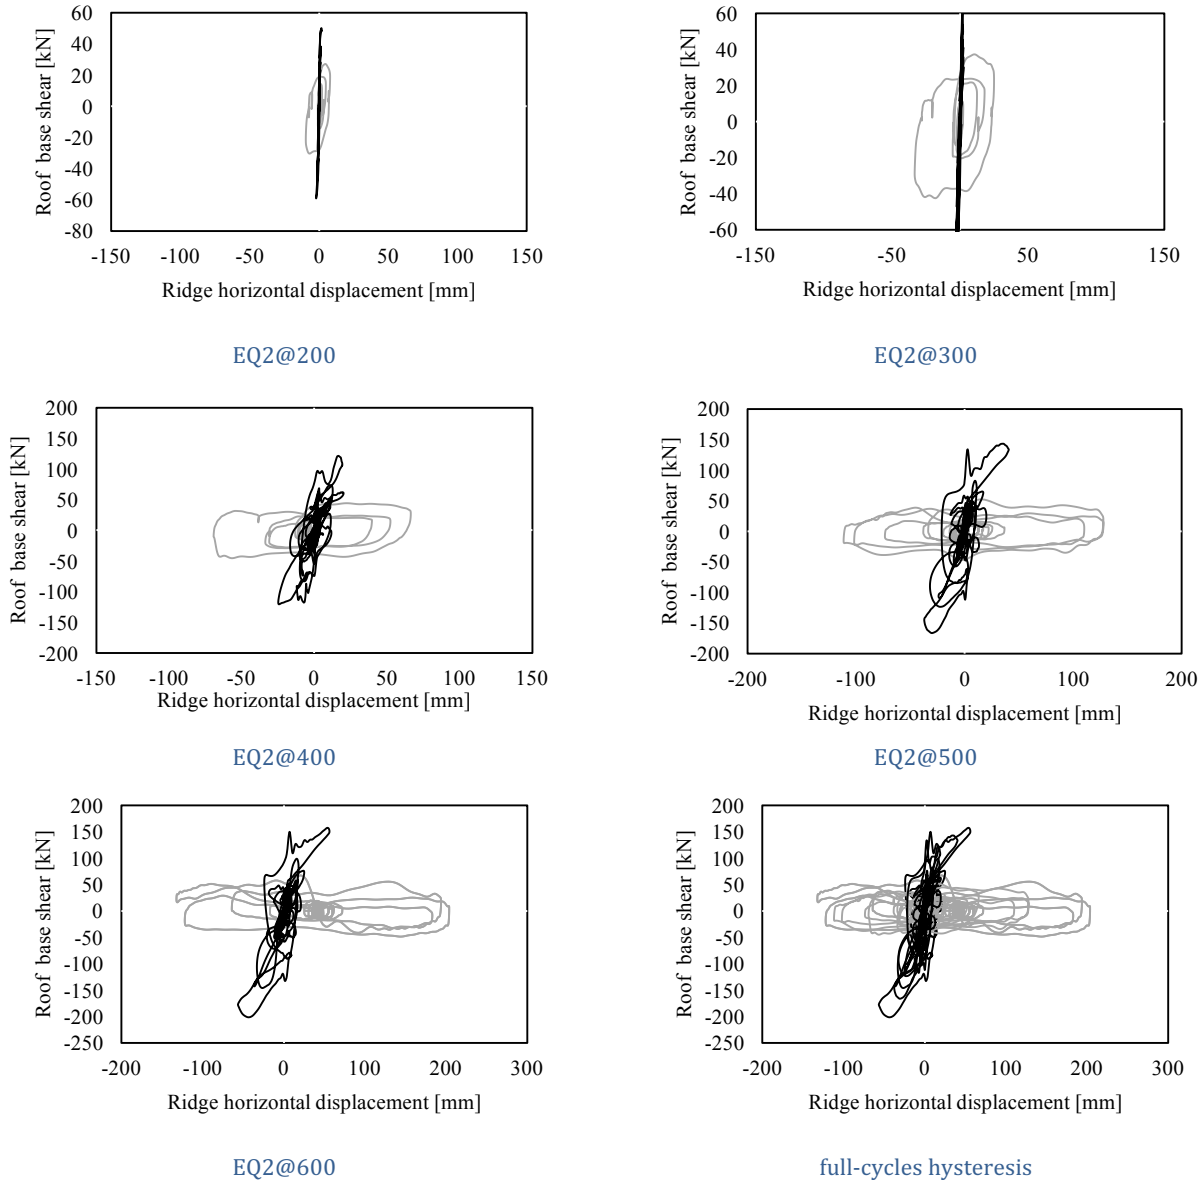 Roof base shear [kN]
60
40
20
0
-20
-40
-60
-80
-150 -100 -50 0 50 100 150
Ridge horizontal displacement [mm]
EQ2@200
Roof base shear [kN]
60
40
20
0
-20
-40
-60
-150 -50 50 150
Ridge horizontal displacement [mm]
EQ2@300
Roof base shear [kN]
200
150
100
50
0
-50
-100
-150
-200
-150 -100 -50 0 50 100 150
Ridge horizontal displacement [mm]
EQ2@400
Roof base shear [kN]
200
150
100
50
0
-50
-100
-150
-200
-200 -100 0 100 200
Ridge horizontal displacement [mm]
EQ2@500
Roof base shear [kN]
200
150
100
50
0
-50
-100
-150
-200
-250
-200 -100 0 100 200 300
Ridge horizontal displacement [mm]
EQ2@600
Roof base shear [kN]
200
150
100
50
0
-50
-100
-150
-200
-250
-200 -100 0 100 200 300
Ridge horizontal displacement [mm]
full-cycles hysteresis